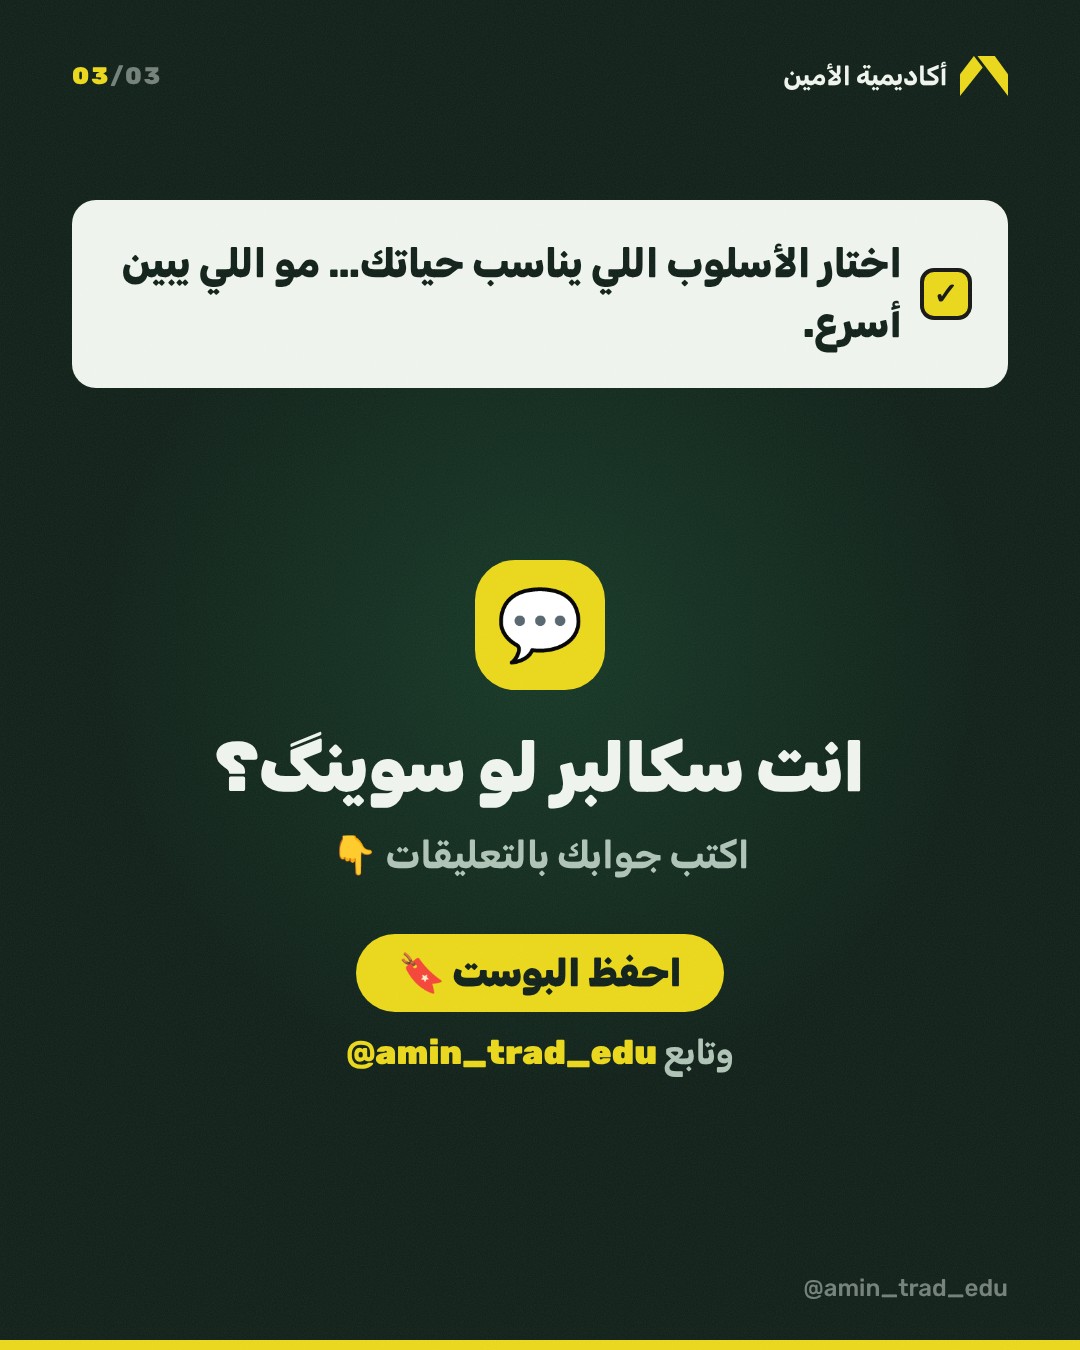 أكاديمية الأمين
03/03
اختار الأسلوب اللي يناسب حياتك... مو اللي يبين
أسرع.
انت سكالبر لو سوينگ؟
اكتب جوابك بالتعليقات 👇
احفظ البوست 🔖
وتابع @amin_trad_edu
@amin_trad_edu